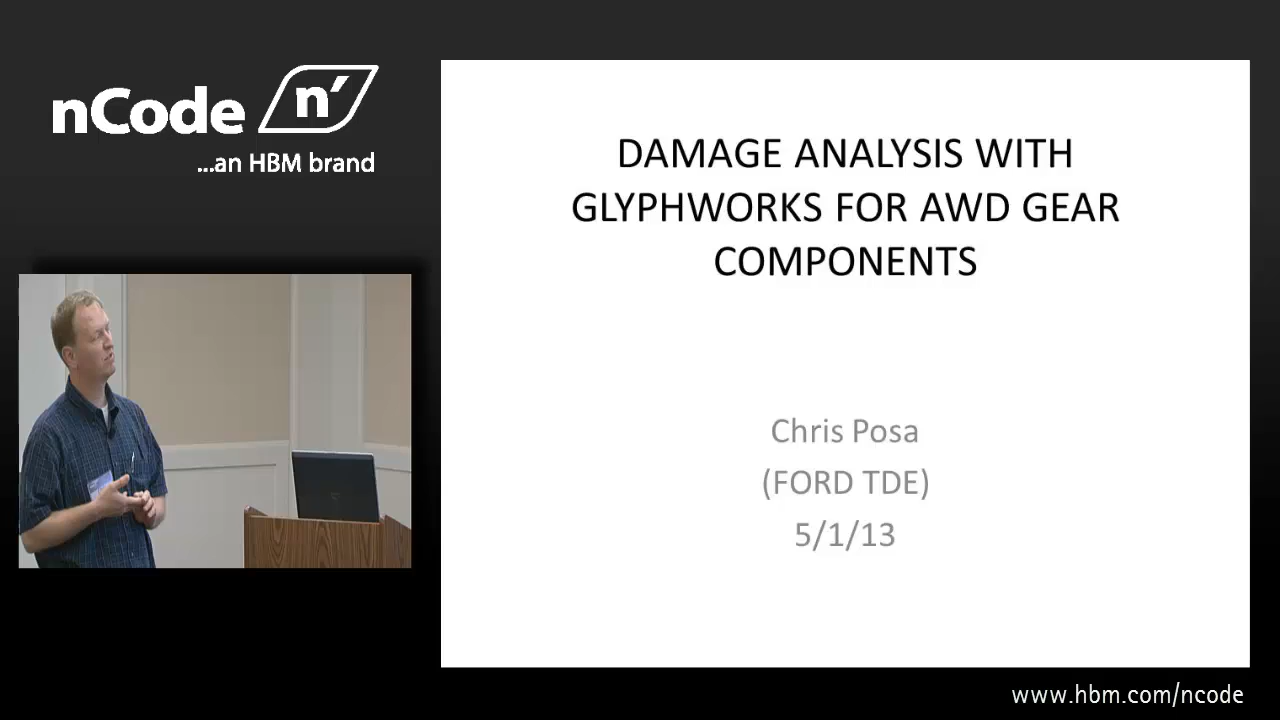 nCode n'
...an HBM brand
DAMAGE ANALYSIS WITH
GLYPHWORKS FOR AWD GEAR
COMPONENTS
Chris Posa
(FORD TDE)
5/1/13
www.hbm.com/ncode